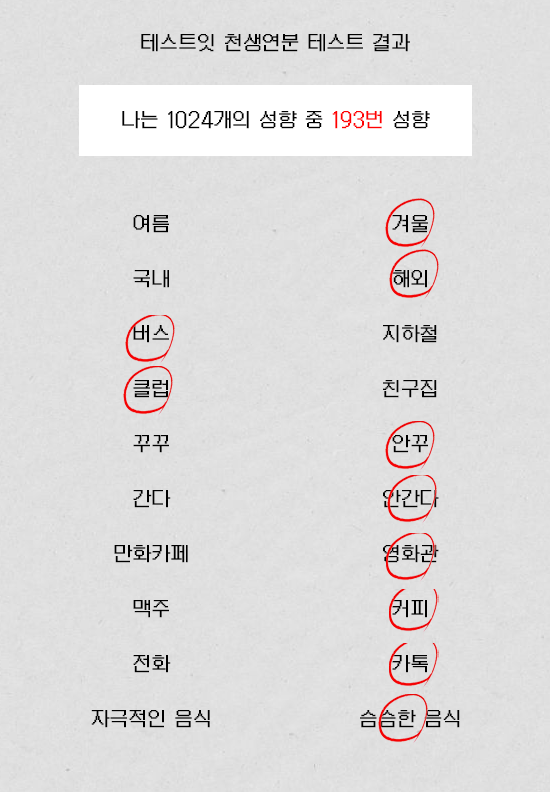 테스트잇 천생연분 테스트 결과
나는 1024개의 성향 중 193번 성향
여름 겨울
국내 해외
버스 지하철
클럽 친구집
꾸꾸 안꾸
간다 안간다
만화카페 영화관
맥주 커피
전화 카톡
자극적인 음식 슴슴한 음식